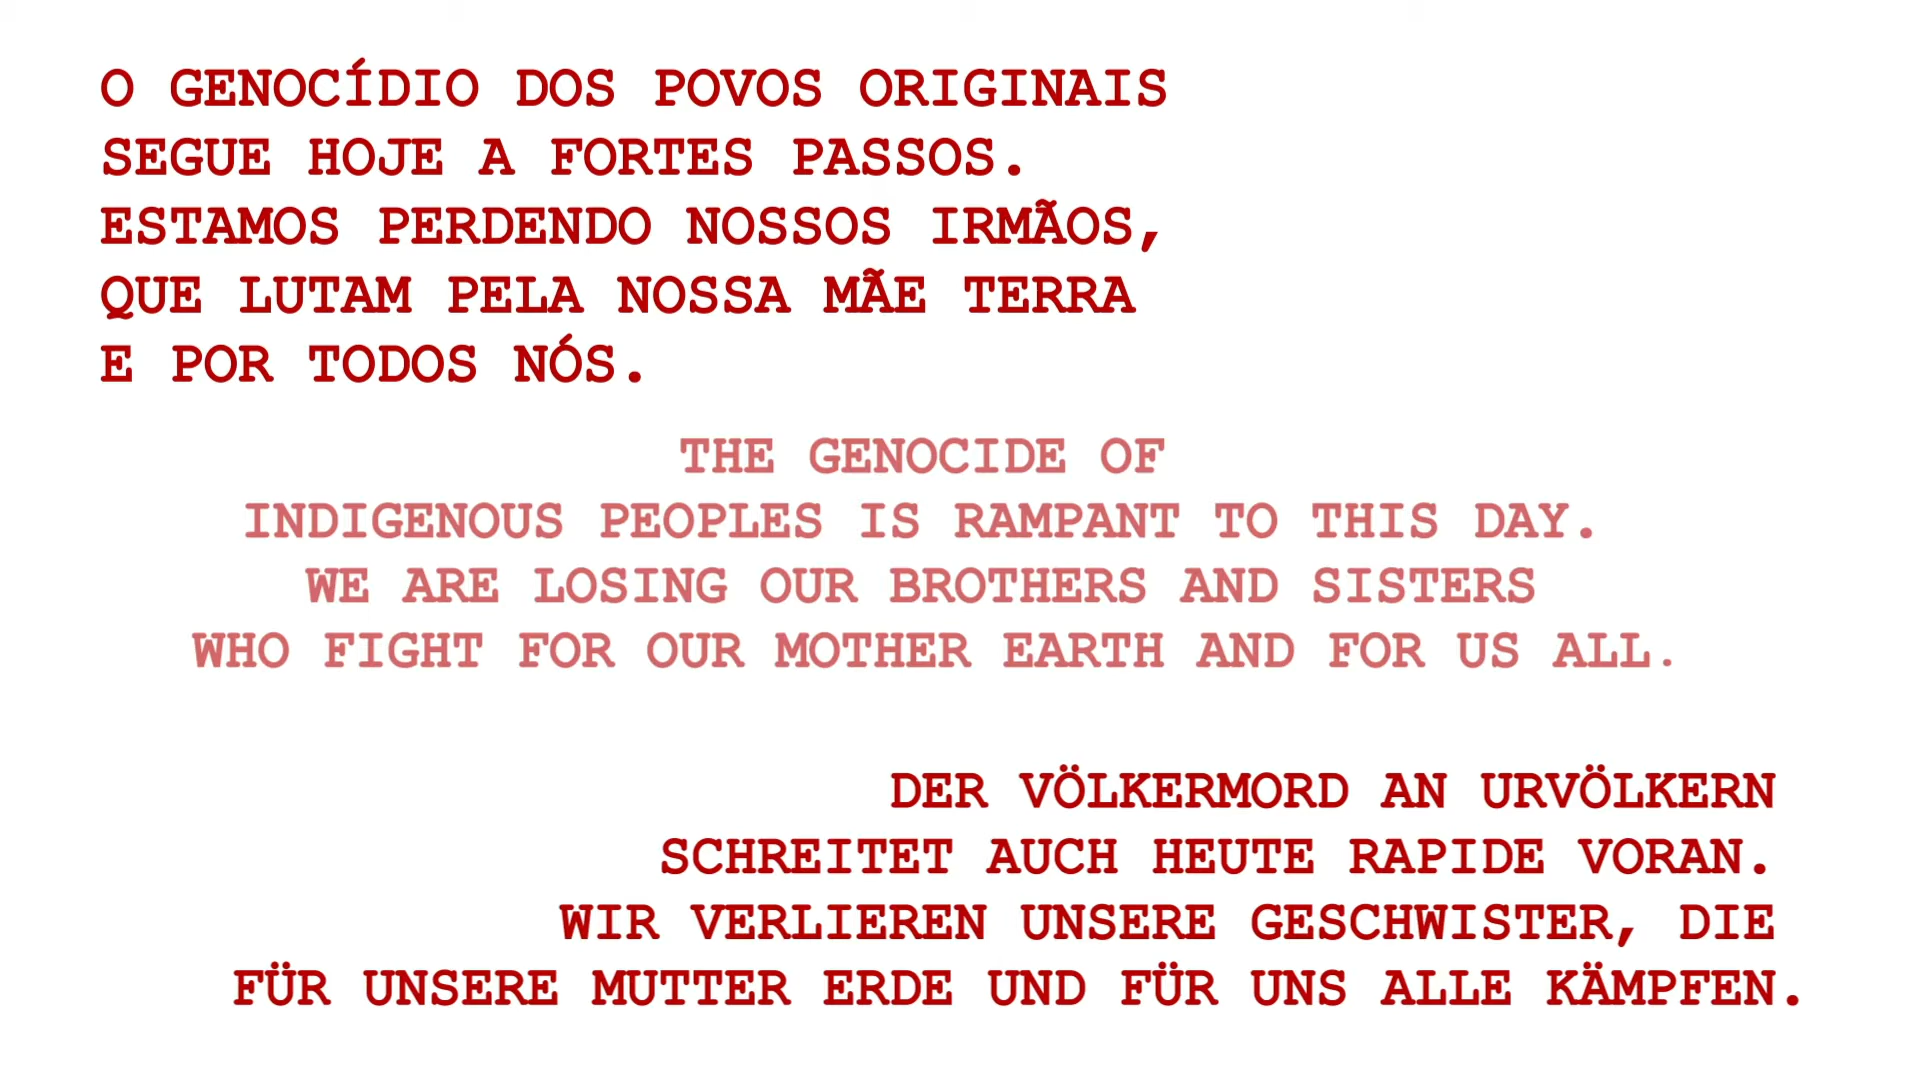 O GENOCÍDIO DOS POVOS ORIGINAIS
SEGUE HOJE A FORTES PASSOS.
ESTAMOS PERDENDO NOSSOS IRMÃOS,
QUE LUTAM PELA NOSSA MÃE TERRA
E POR TODOS NÓS.
THE GENOCIDE OF
INDIGENOUS PEOPLES IS RAMPANT TO THIS DAY.
WE ARE LOSING OUR BROTHERS AND SISTERS
WHO FIGHT FOR OUR MOTHER EARTH AND FOR US ALL.
DER VÖLKERMORD AN URVÖLKERN
SCHREITET AUCH HEUTE RAPIDE VORAN.
WIR VERLIEREN UNSERE GESCHWISTER, DIE
FÜR UNSERE MUTTER ERDE UND FÜR UNS ALLE KÄMPFEN.